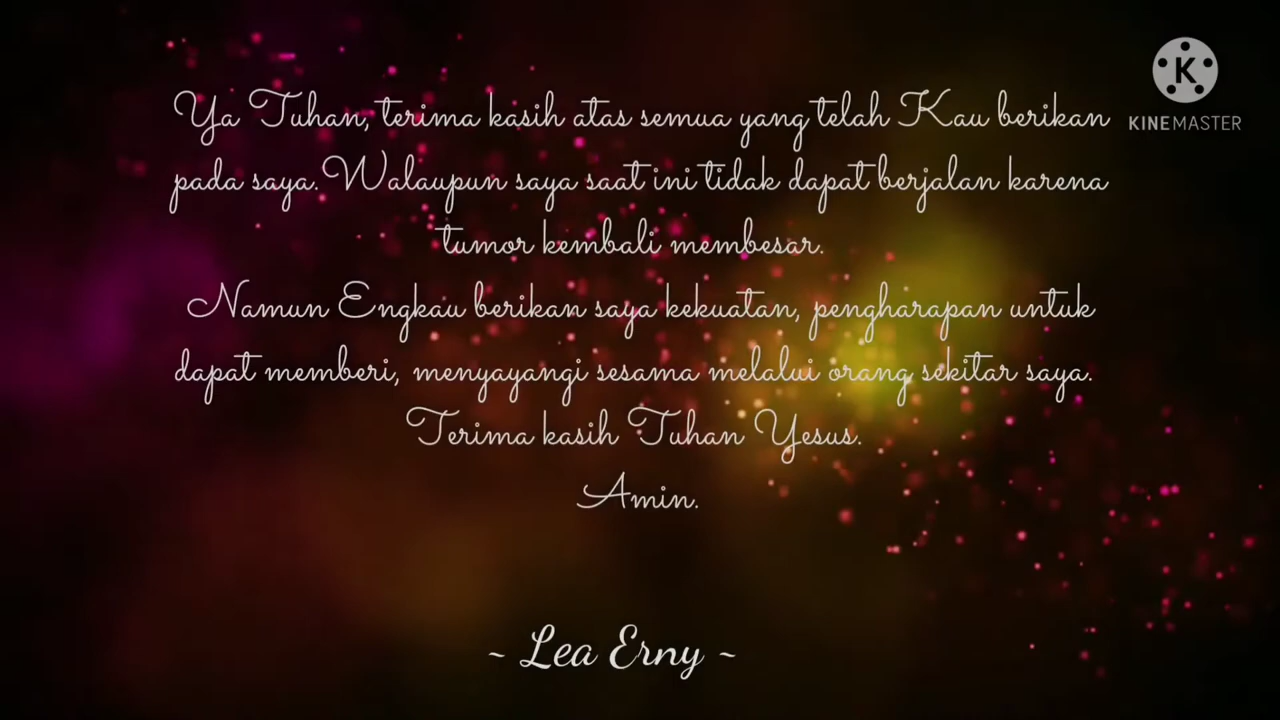 Ya Tuhan, terima kasih atas semua yang telah Kau berikan
pada saya. Walaupun saya saat ini tidak dapat berjalan karena
tumor kembali membesar.
Namun Engkau berikan saya kekuatan, pengharapan untuk
dapat memberi, menyayangi sesama melalui orang sekitar saya.
Terima kasih Tuhan Yesus.
Amin.
~ Lea Erny ~
K
KINEMASTER